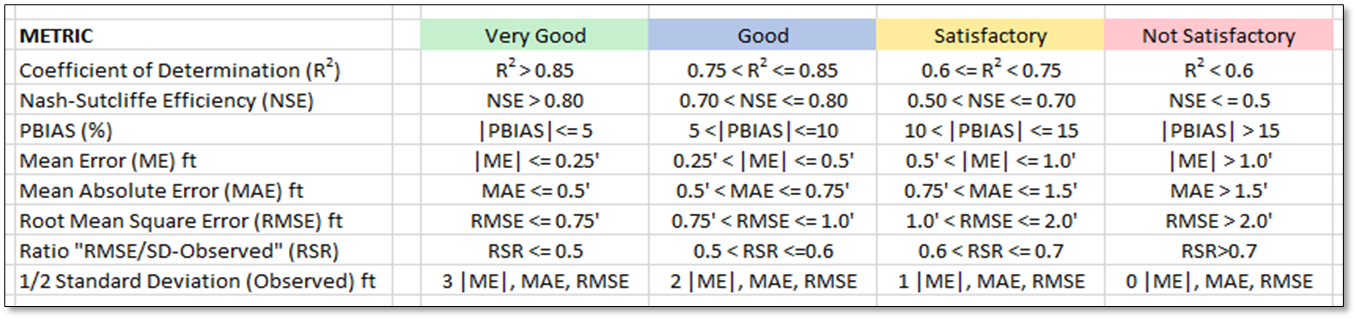 METRIC Very Good Good Satisfactory Not Satisfactory
Coefficient of Determination (R²) R² > 0.85 0.75 < R² <= 0.85 0.6 <= R² < 0.75 R² < 0.6
Nash-Sutcliffe Efficiency (NSE) NSE > 0.80 0.70 < NSE <= 0.80 0.50 < NSE <= 0.70 NSE < = 0.5
PBIAS (%) |PBIAS|<= 5 5 <|PBIAS|<=10 10 < |PBIAS| <= 15 |PBIAS| > 15
Mean Error (ME) ft |ME| <= 0.25' 0.25' < |ME| <= 0.5' 0.5' < |ME| <= 1.0' |ME| > 1.0'
Mean Absolute Error (MAE) ft MAE <= 0.5' 0.5' < MAE <= 0.75' 0.75' < MAE <= 1.5' MAE > 1.5'
Root Mean Square Error (RMSE) ft RMSE <= 0.75' 0.75' < RMSE <= 1.0' 1.0' < RMSE <= 2.0' RMSE > 2.0'
Ratio "RMSE/SD-Observed" (RSR) RSR <= 0.5 0.5 < RSR <=0.6 0.6 < RSR <= 0.7 RSR>0.7
1/2 Standard Deviation (Observed) ft 3 |ME|, MAE, RMSE 2 |ME|, MAE, RMSE 1 |ME|, MAE, RMSE 0 |ME|, MAE, RMSE